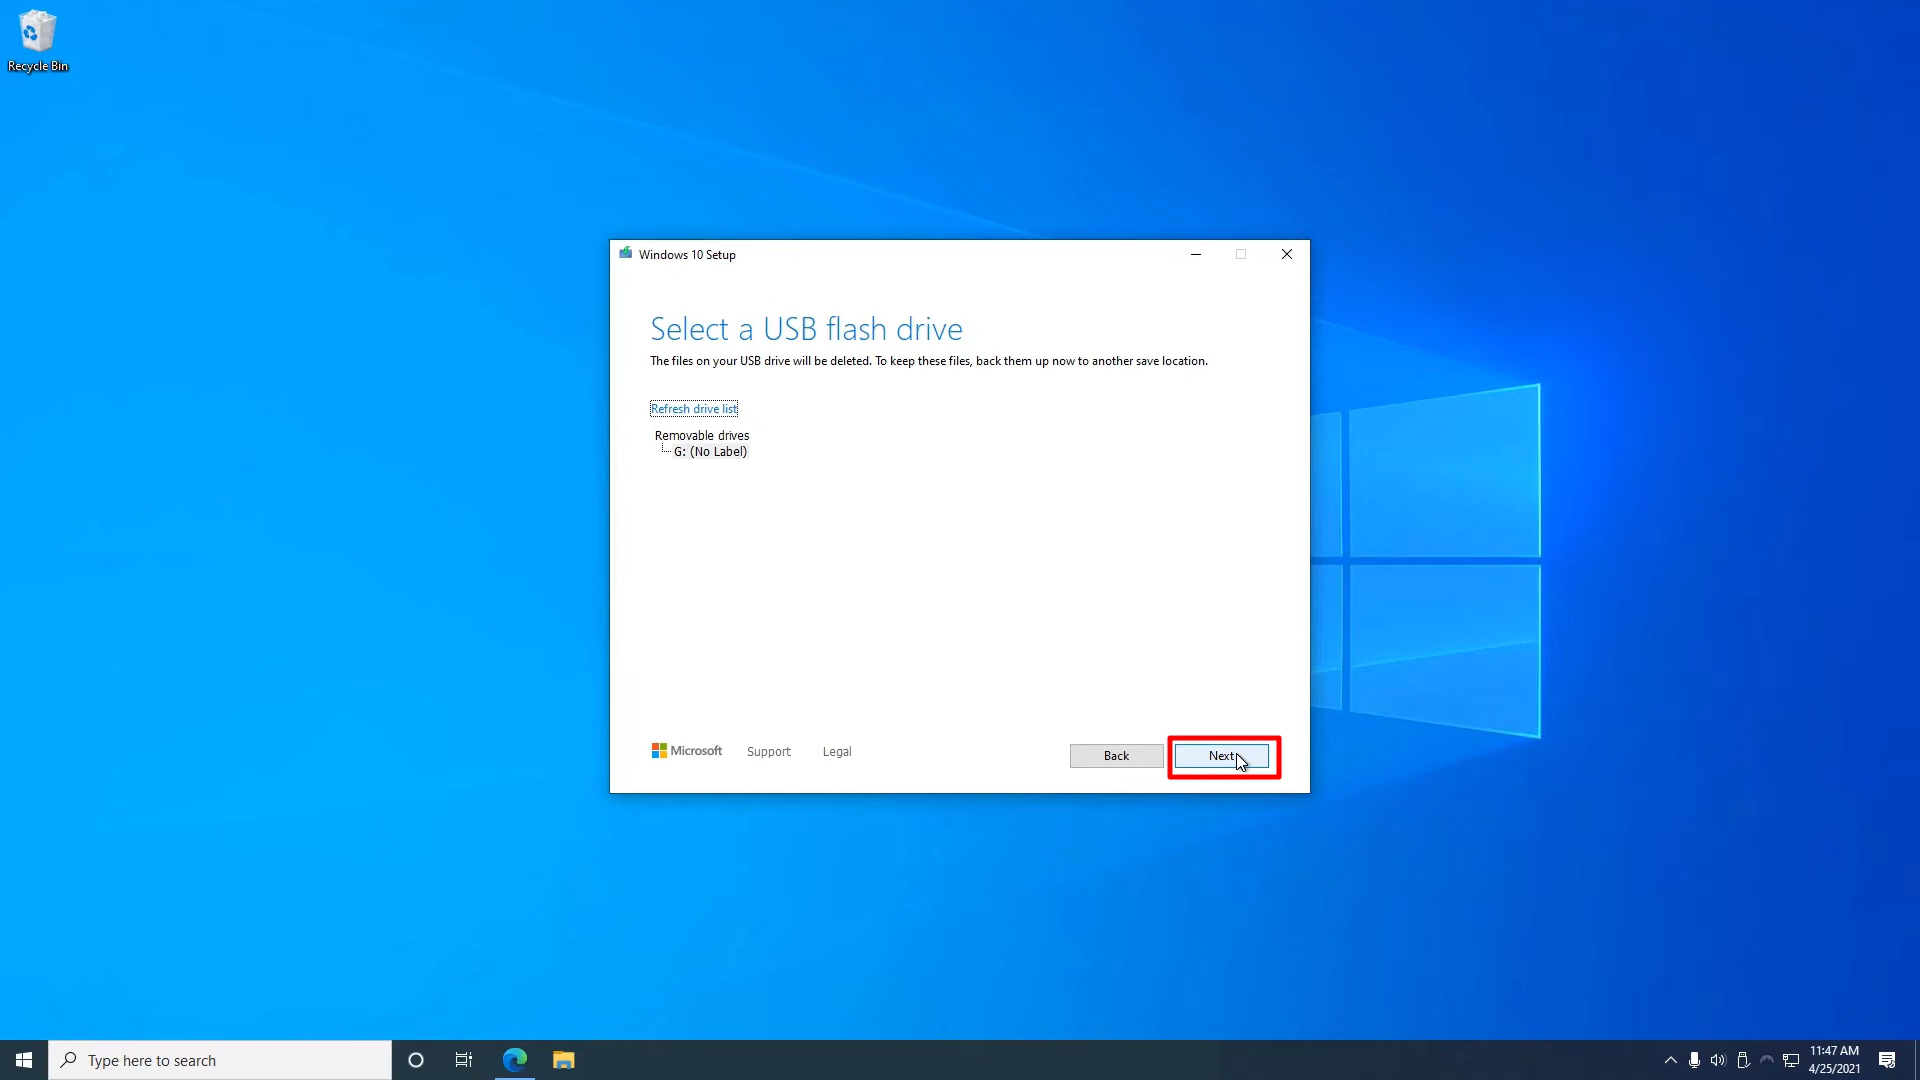 Recycle Bin
Windows 10 Setup
Select a USB flash drive
The files on your USB drive will be deleted. To keep these files, back them up now to another save location.
Refresh drive list
Removable drives
G: (No Label)
Microsoft
Support
Legal
Back
Next
Type here to search
11:47 AM
4/25/2021